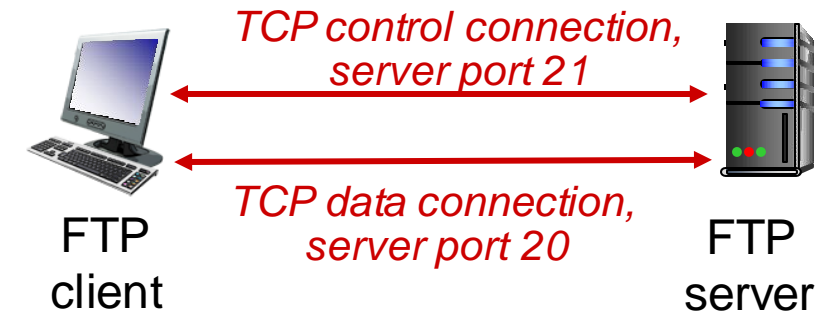 TCP control connection,
server port 21
TCP data connection,
server port 20
FTP
client
FTP
server